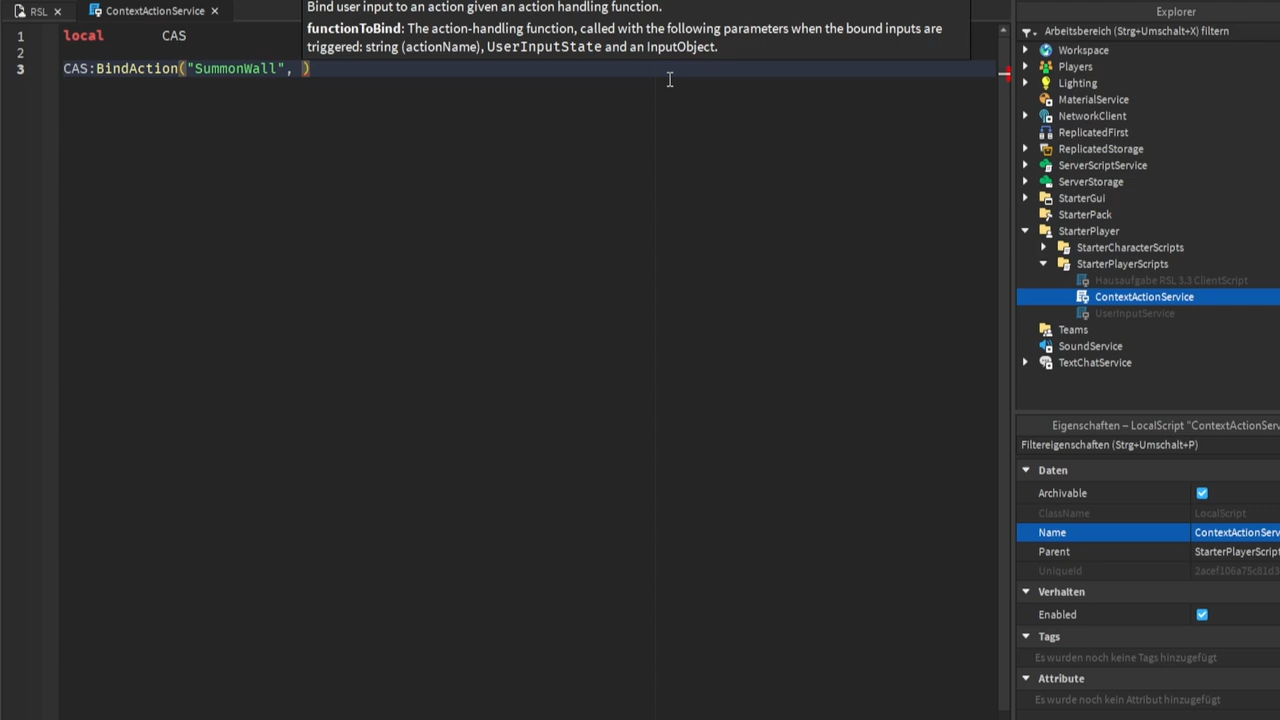 RSL
ContextActionService
Bind user input to an action given an action handling function.
functionToBind: The action-handling function, called with the following parameters when the bound inputs are
triggered: string (actionName), UserInputState and an InputObject.
1 local CAS
2
3 CAS:BindAction("SummonWall", )
Explorer
Arbeitsbereich (Strg+Umschalt+X) filtern
Workspace
Players
Lighting
MaterialService
NetworkClient
ReplicatedFirst
ReplicatedStorage
ServerScriptService
ServerStorage
StarterGui
StarterPack
StarterPlayer
StarterCharacterScripts
StarterPlayerScripts
Hausaufgabe RSL 3.3 ClientScript
ContextActionService
UserInputService
Teams
SoundService
TextChatService
Eigenschaften – LocalScript "ContextActionServ
Filtereigenschaften (Strg+Umschalt+P)
Daten
Archivable
ClassName LocalScript
Name ContextActionServ
Parent StarterPlayerScript
UniqueId 2acef106a75c81d3
Verhalten
Enabled
Tags
Es wurden noch keine Tags hinzugefügt
Attribute
Es wurde noch kein Attribut hinzugefügt